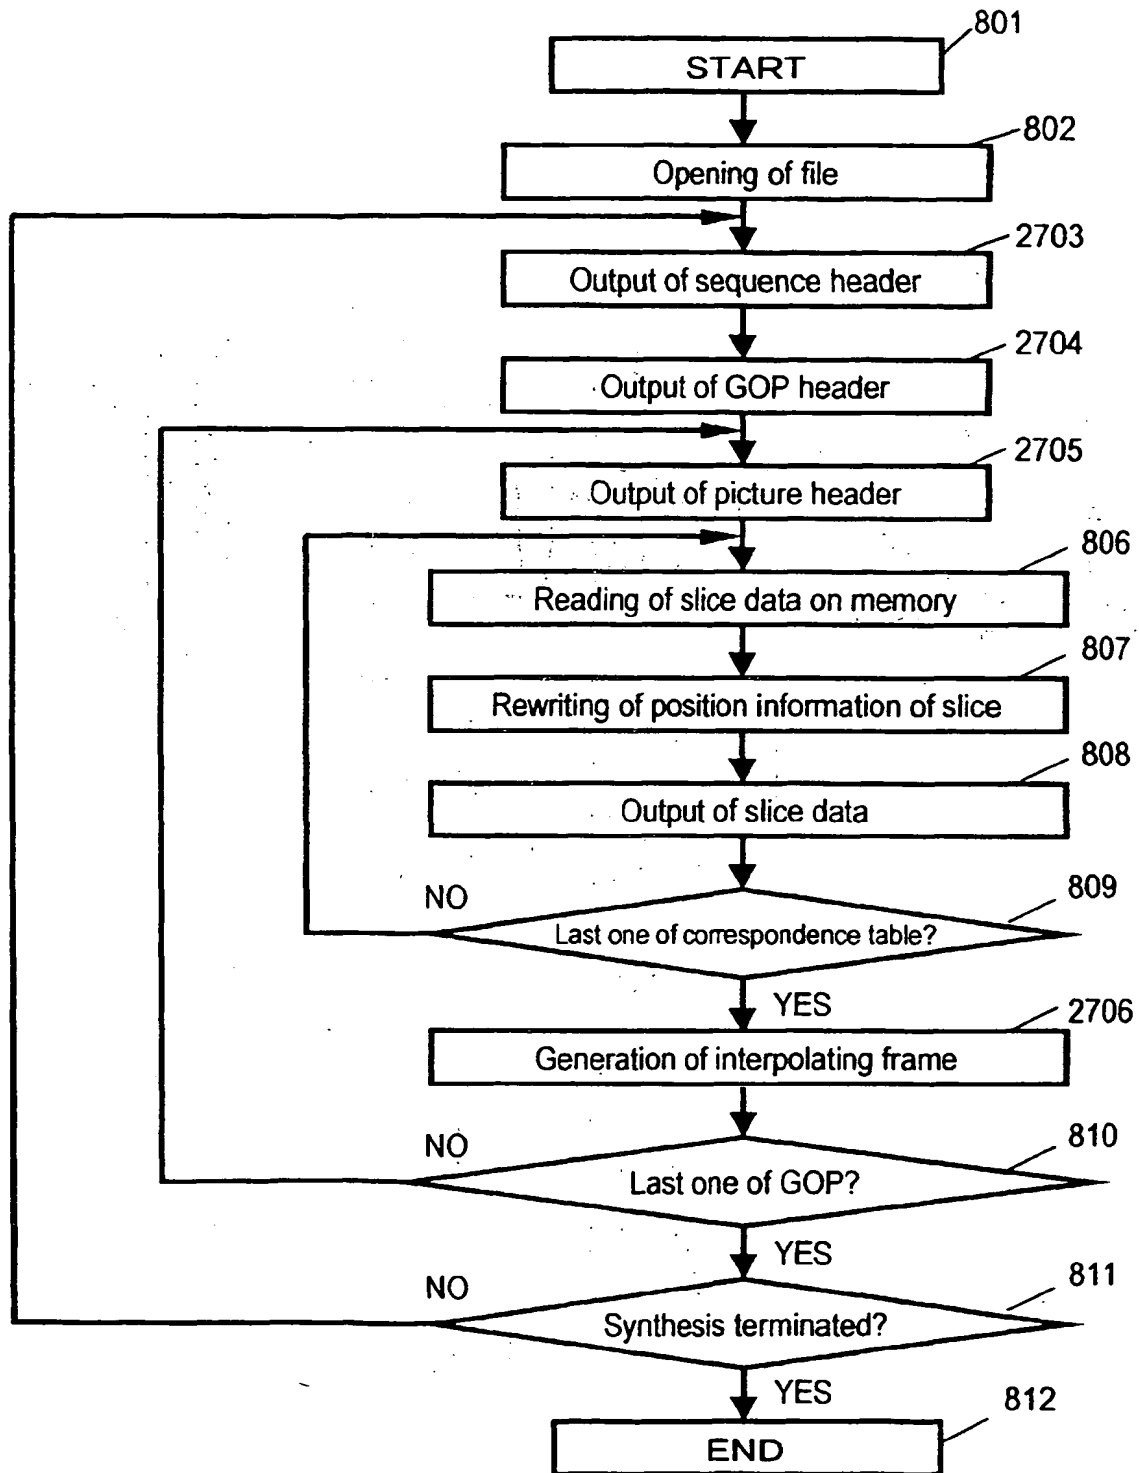 801
START
802
Opening of file
2703
Output of sequence header
2704
Output of GOP header
2705
Output of picture header
806
Reading of slice data on memory
807
Rewriting of position information of slice
808
Output of slice data
809
NO
Last one of correspondence table?
YES
2706
Generation of interpolating frame
NO
810
Last one of GOP?
YES
NO
811
Synthesis terminated?
YES
812
END